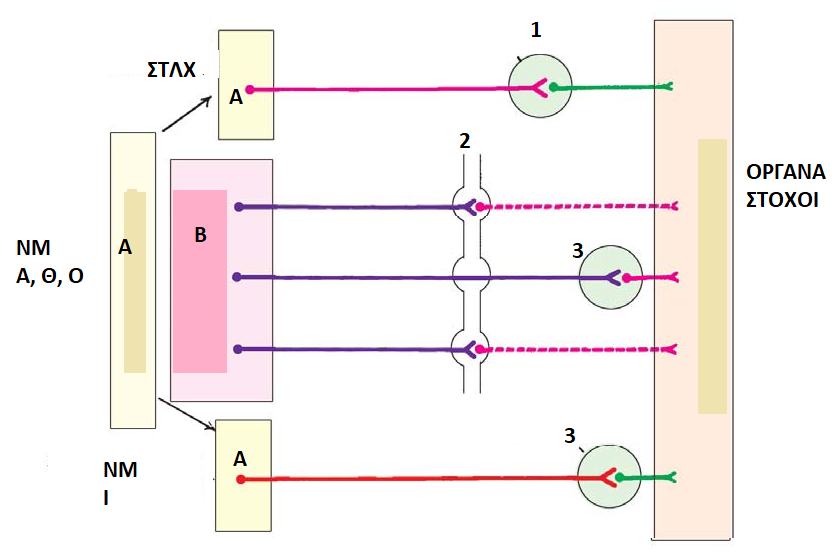 1
ΣΤΛΧ
Α
2
ΟΡΓΑΝΑ
ΣΤΟΧΟΙ
Β
Α
3
ΝΜ
Α, Θ, Ο
3
Α
ΝΜ
Ι